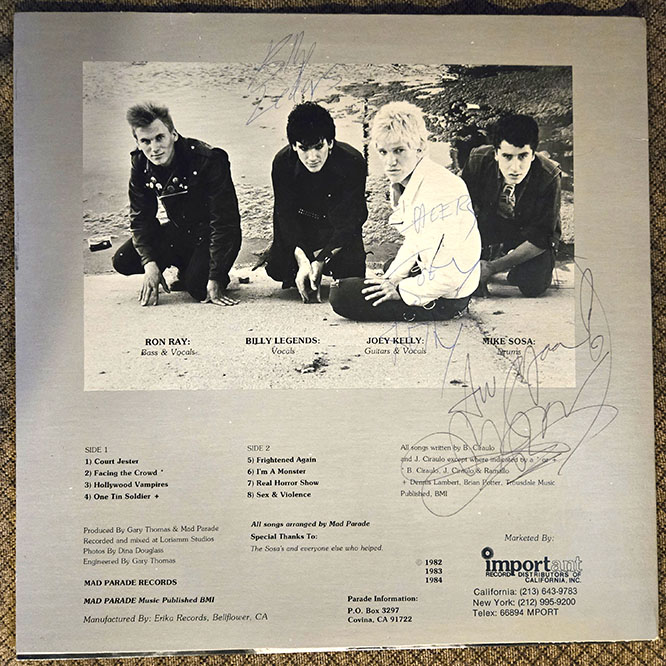 Billy
RON RAY:
Bass & Vocals
BILLY LEGENDS:
Vocals
JOEY KELLY:
Guitars & Vocals
MIKE SOSA:
Drums
SIDE 1
1) Court Jester
2) Facing the Crowd *
3) Hollywood Vampires
4) One Tin Soldier +
SIDE 2
5) Frightened Again
6) I'm A Monster
7) Real Horror Show
8) Sex & Violence
All songs written by B. Ciraulo
and J. Ciraulo except where indicated by a * or +
* B. Ciraulo, J. Ciraulo & Ramello
+ Dennis Lambert, Brian Potter, Trousdale Music
Published, BMI
Produced By Gary Thomas & Mad Parade
Recorded and mixed at Loriamm Studios
Photos By Dina Douglass
Engineered By Gary Thomas
MAD PARADE RECORDS
MAD PARADE Music Published BMI
Manufactured By: Erika Records, Bellflower, CA
All songs arranged by Mad Parade
Special Thanks To:
The Sosa's and everyone else who helped.
© 1982
1983
1984
Parade Information:
P.O. Box 3297
Covina, CA 91722
Marketed By:
important
RECORD DISTRIBUTORS OF
CALIFORNIA, INC.
California: (213) 643-9783
New York: (212) 995-9200
Telex: 66894 MPORT